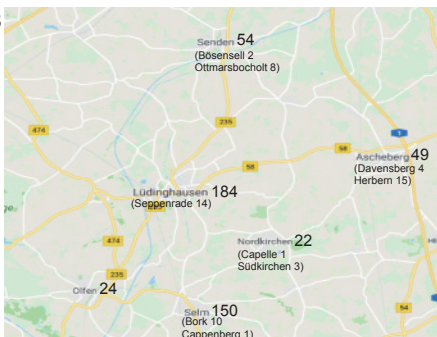 Senden 54
(Bösensell 2
Ottmarsbocholt 8)
474
235
1
58
58
Ascheberg 49
(Davensberg 4
Herbern 15)
Lüdinghausen 184
(Seppenrade 14)
235
474
Nordkirchen 22
(Capelle 1
Südkirchen 3)
235
Olfen 24
54
Selm 150
(Bork 10
Cappenberg 1)